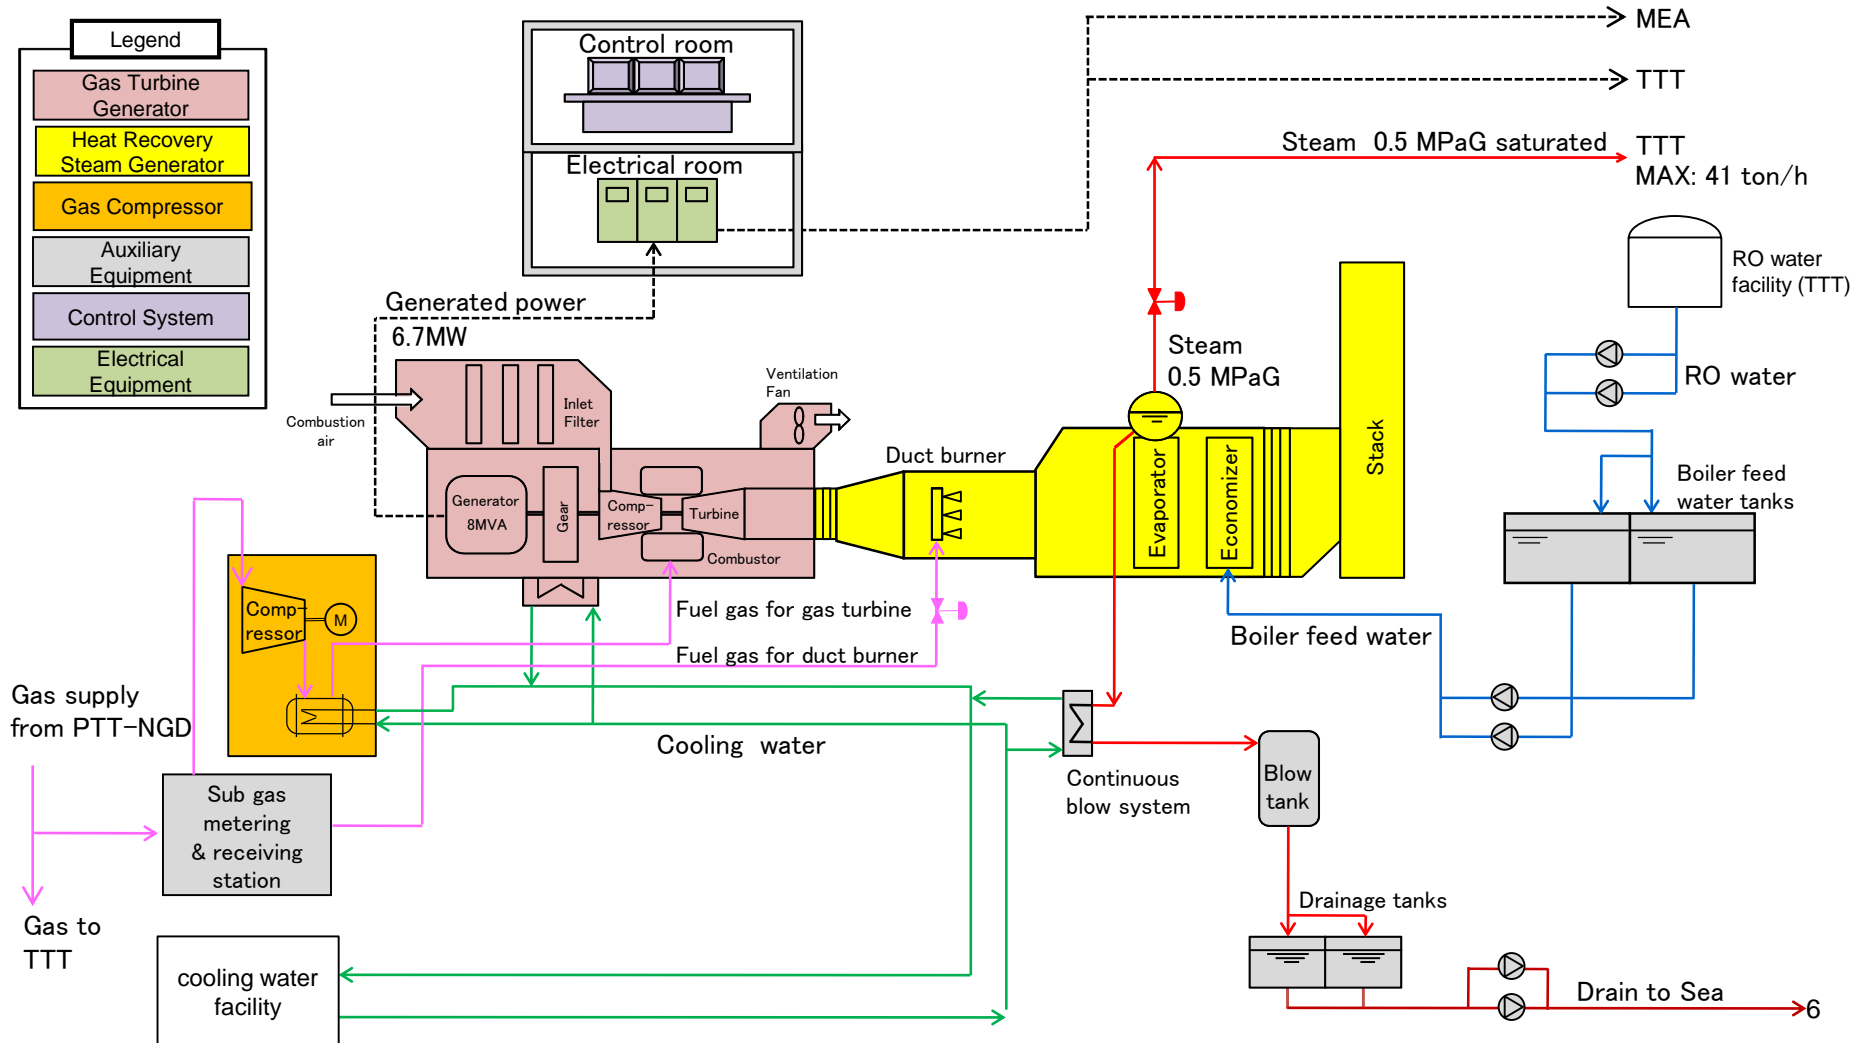 Legend
Gas Turbine
Generator
Heat Recovery
Steam Generator
Gas Compressor
Auxiliary
Equipment
Control System
Electrical
Equipment
Control room
Electrical room
MEA
TTT
Steam 0.5 MPaG saturated
TTT
MAX: 41 ton/h
RO water
facility (TTT)
RO water
Boiler feed
water tanks
Generated power
6.7MW
Combustion
air
Inlet
Filter
Ventilation
Fan
Generator
8MVA
Gear
Comp-
ressor
Turbine
Combustor
Duct burner
Steam
0.5 MPaG
Evaporator
Economizer
Stack
Fuel gas for gas turbine
Fuel gas for duct burner
Boiler feed water
Comp-
ressor
M
Gas supply
from PTT-NGD
Cooling water
Sub gas
metering
& receiving
station
Gas to
TTT
cooling water
facility
Continuous
blow system
Blow
tank
Drainage tanks
Drain to Sea
6